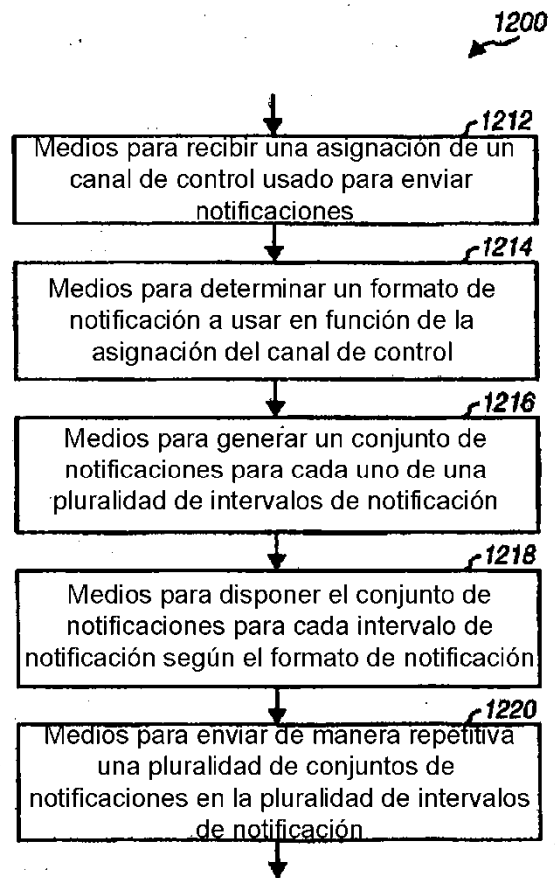 1200
1212
Medios para recibir una asignación de un
canal de control usado para enviar
notificaciones
1214
Medios para determinar un formato de
notificación a usar en función de la
asignación del canal de control
1216
Medios para generar un conjunto de
notificaciones para cada uno de una
pluralidad de intervalos de notificación
1218
Medios para disponer el conjunto de
notificaciones para cada intervalo de
notificación según el formato de notificación
1220
Medios para enviar de manera repetitiva
una pluralidad de conjuntos de
notificaciones en la pluralidad de intervalos
de notificación